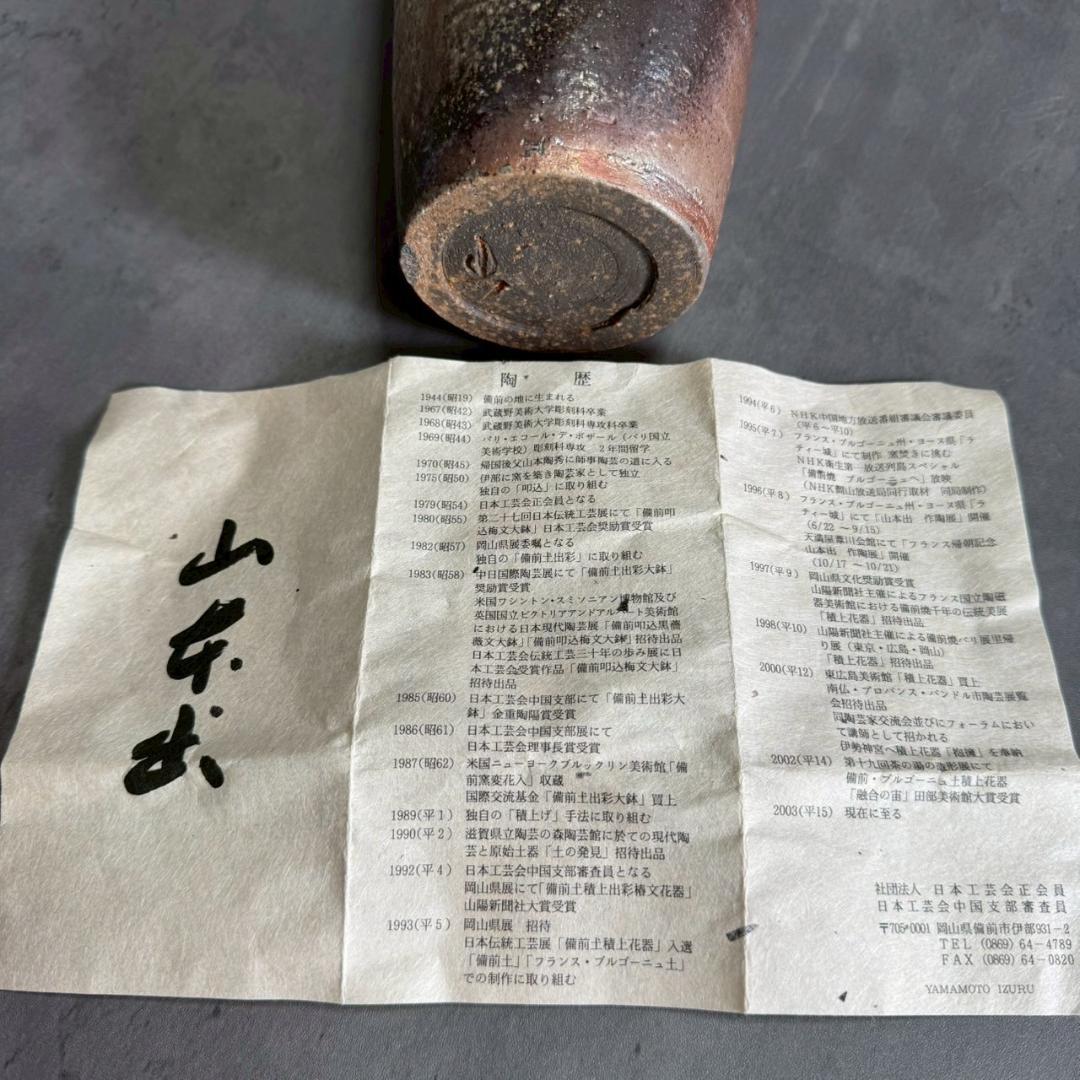 山本出
陶歴
1944(昭19) 備前の地に生まれる
1967(昭42) 武蔵野美術大学彫刻科卒業
1968(昭43) 武蔵野美術大学彫刻科専攻科卒業
1969(昭44) パリ・エコール・デ・ボザール（パリ国立
美術学校）彫刻科専攻 2年間留学
1970(昭45) 帰国後父山本陶秀に師事陶芸の道に入る
1975(昭50) 伊部に窯を築き陶芸家として独立
独自の「叩込」に取り組む
1979(昭54) 日本工芸会正会員となる
1980(昭55) 第二十七回日本伝統工芸展にて「備前叩
込梅文大鉢」日本工芸会奨励賞受賞
1982(昭57) 岡山県展委嘱となる
独自の「備前土出彩」に取り組む
1983(昭58) 中日国際陶芸展にて「備前土出彩大鉢」
奨励賞受賞
米国ワシントン・スミソニアン博物館及び
英国国立ビクトリアアンドアルバート美術館
における日本現代陶芸展「備前叩込黒薔
薇文大鉢」「備前叩込梅文大鉢」招待出品
日本工芸会伝統工芸三十年の歩み展に日
本工芸会受賞作品「備前叩込梅文大鉢」
招待出品
1985(昭60) 日本工芸会中国支部にて「備前土出彩大
鉢」金重陶陽賞受賞
1986(昭61) 日本工芸会中国支部展にて
日本工芸会理事長賞受賞
1987(昭62) 米国ニューヨークブルックリン美術館「備
前窯変花入」収蔵
国際交流基金「備前土出彩大鉢」買上
1989(平1) 独自の「積上げ」手法に取り組む
1990(平2) 滋賀県立陶芸の森陶芸館に於ての現代陶
芸と原始土器「土の発見」招待出品
1992(平4) 日本工芸会中国支部審査員となる
岡山県展にて「備前土積上出彩椿文花器」
山陽新聞社大賞受賞
1993(平5) 岡山県展 招待
日本伝統工芸展「備前土積上花器」入選
「備前土」「フランス・ブルゴーニュ土」
での制作に取り組む
1994(平6) NHK中国地方放送番組審議会審議委員
(平6～平10)
1995(平7) フランス・ブルゴーニュ州・ヨース県「ラ
ティー城」にて制作 窯焚きに挑む
NHK衛生第一放送列島スペシャル
「備前焼 ブルゴーニュへ」放映
(NHK岡山放送局同行取材 同局制作)
1996(平8) フランス・ブルゴーニュ州・ヨース県「ラ
ティー城」にて「山本出 作陶展」開催
(6/22 ～9/15)
天満屋葦川会館にて「フランス帰朝記念
山本出 作陶展」開催
(10/17 ～10/21)
1997(平9) 岡山県文化奨励賞受賞
山陽新聞社主催によるフランス国立陶磁
器美術館における備前焼千年の伝統美展
「積上花器」招待出品
1998(平10) 山陽新聞社主催による備前焼パリ展里帰
り展（東京・広島・岡山）
「積上花器」招待出品
2000(平12) 東広島美術館「積上花器」買上
南仏・プロバンス・バンドル市陶芸展覧
会招待出品
同陶芸家交流会並びにフォーラムにおい
て講師として招かれる
伊勢神宮へ積上花器「抱擁」を奉納
2002(平14) 第十九回茶の湯の造形展にて
備前・ブルゴーニュ土積上花器
「融合の宙」田部美術館大賞受賞
2003(平15) 現在に至る
社団法人 日本工芸会正会員
日本工芸会中国支部審査員
〒705-0001 岡山県備前市伊部931-2
TEL (0869) 64-4789
FAX (0869) 64-0820
YAMAMOTO IZURU